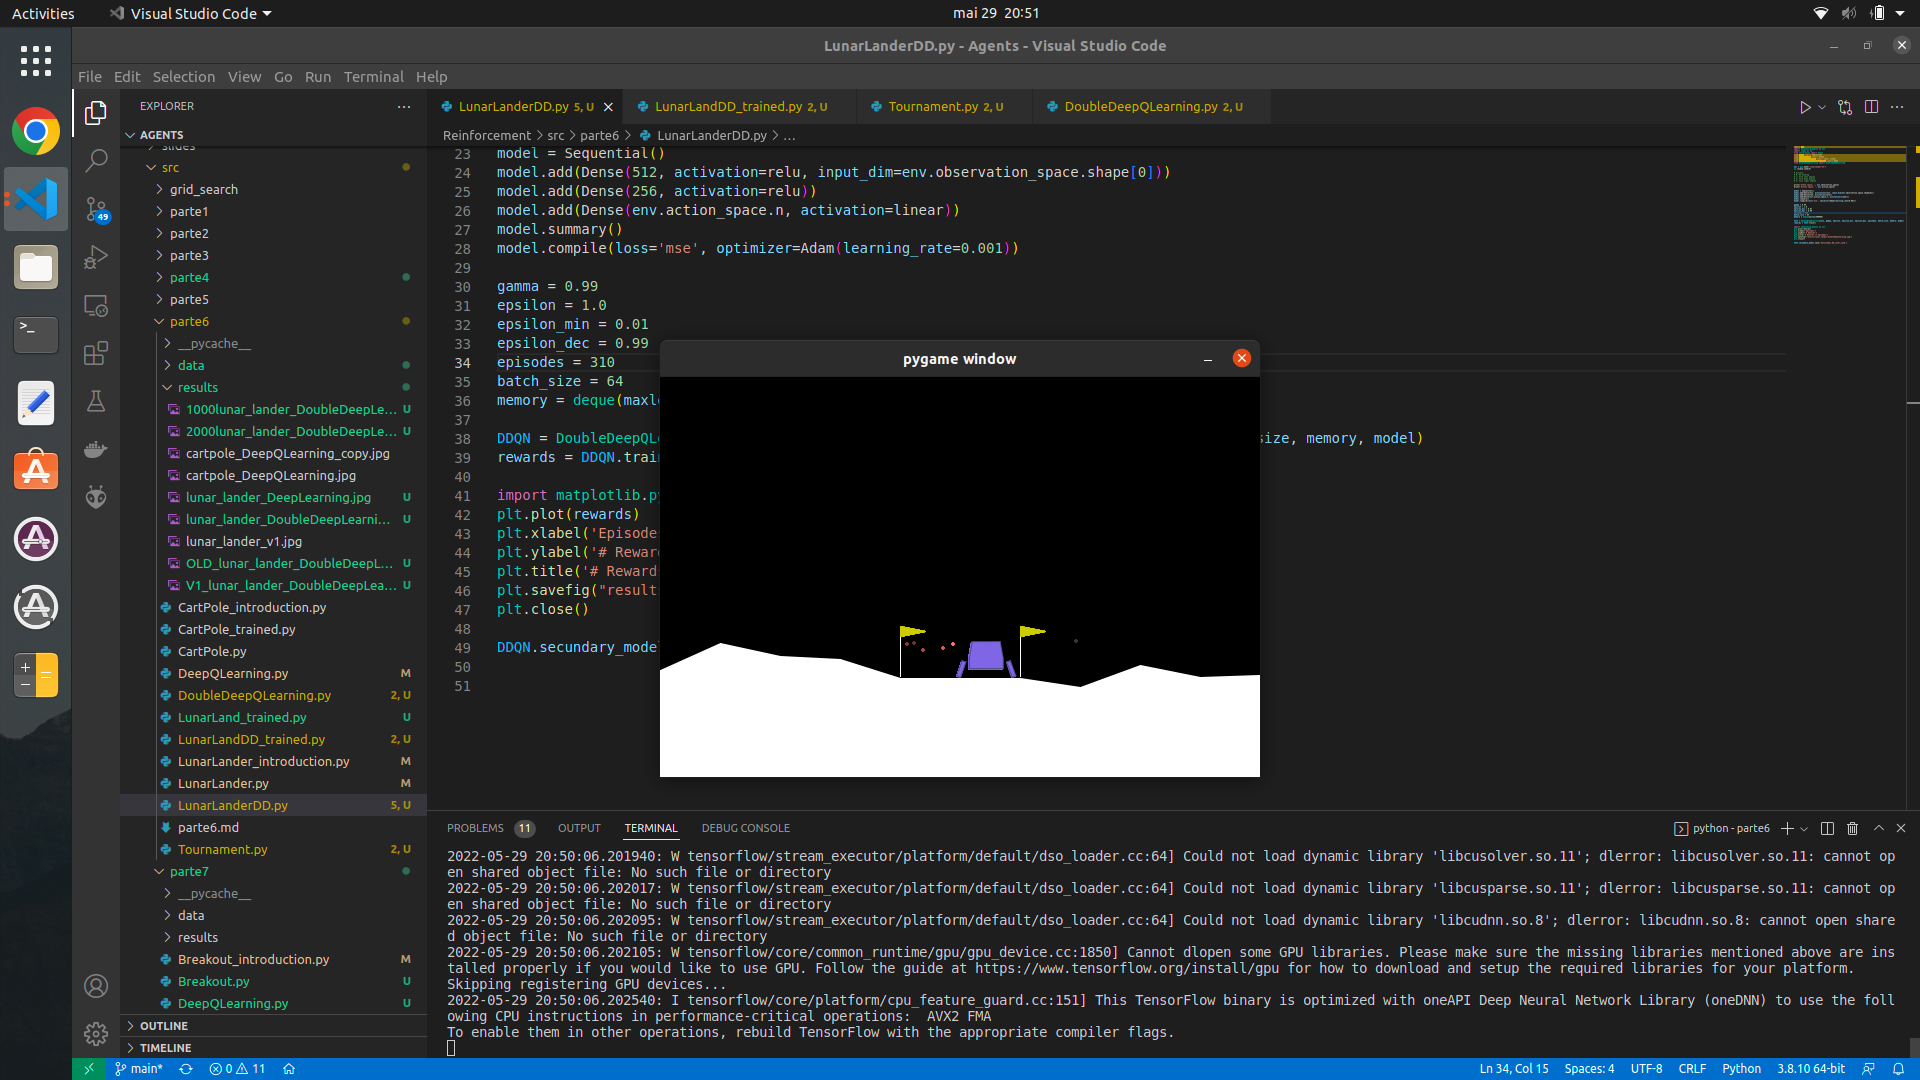 Activities
Visual Studio Code
mai 29 20:51
LunarLanderDD.py - Agents - Visual Studio Code
File Edit Selection View Go Run Terminal Help
EXPLORER
AGENTS
slides
src
grid_search
parte1
parte2
parte3
parte4
parte5
parte6
__pycache__
data
results
1000lunar_lander_DoubleDeepLe... U
2000lunar_lander_DoubleDeepLe... U
cartpole_DeepQLearning_copy.jpg
cartpole_DeepQLearning.jpg
lunar_lander_DeepLearning.jpg U
lunar_lander_DoubleDeepLearni... U
lunar_lander_v1.jpg
OLD_lunar_lander_DoubleDeepL... U
V1_lunar_lander_DoubleDeepLea... U
CartPole_introduction.py
CartPole_trained.py
CartPole.py
DeepQLearning.py M
DoubleDeepQLearning.py 2, U
LunarLand_trained.py U
LunarLandDD_trained.py 2, U
LunarLander_introduction.py M
LunarLander.py M
LunarLanderDD.py 5, U
parte6.md
Tournament.py 2, U
parte7
__pycache__
data
results
Breakout_introduction.py M
Breakout.py U
DeepQLearning.py U
OUTLINE
TIMELINE
49
LunarLanderDD.py 5, U
LunarLandDD_trained.py 2, U
Tournament.py 2, U
DoubleDeepQLearning.py 2, U
Reinforcement > src > parte6 > LunarLanderDD.py > ...
23 model = Sequential()
24 model.add(Dense(512, activation=relu, input_dim=env.observation_space.shape[0]))
25 model.add(Dense(256, activation=relu))
26 model.add(Dense(env.action_space.n, activation=linear))
27 model.summary()
28 model.compile(loss='mse', optimizer=Adam(learning_rate=0.001))
29
30 gamma = 0.99
31 epsilon = 1.0
32 epsilon_min = 0.01
33 epsilon_dec = 0.99
34 episodes = 310
35 batch_size = 64
36 memory = deque(maxl
37
38 DDQN = DoubleDeepQL size, memory, model)
39 rewards = DDQN.trai
40
41 import matplotlib.p
42 plt.plot(rewards)
43 plt.xlabel('Episode
44 plt.ylabel('# Rewar
45 plt.title('# Reward
46 plt.savefig("result
47 plt.close()
48
49 DDQN.secundary_mode
50
51
pygame window
PROBLEMS 11 OUTPUT TERMINAL DEBUG CONSOLE
python - parte6
2022-05-29 20:50:06.201940: W tensorflow/stream_executor/platform/default/dso_loader.cc:64] Could not load dynamic library 'libcusolver.so.11'; dlerror: libcusolver.so.11: cannot op
en shared object file: No such file or directory
2022-05-29 20:50:06.202017: W tensorflow/stream_executor/platform/default/dso_loader.cc:64] Could not load dynamic library 'libcusparse.so.11'; dlerror: libcusparse.so.11: cannot op
en shared object file: No such file or directory
2022-05-29 20:50:06.202095: W tensorflow/stream_executor/platform/default/dso_loader.cc:64] Could not load dynamic library 'libcudnn.so.8'; dlerror: libcudnn.so.8: cannot open share
d object file: No such file or directory
2022-05-29 20:50:06.202105: W tensorflow/core/common_runtime/gpu/gpu_device.cc:1850] Cannot dlopen some GPU libraries. Please make sure the missing libraries mentioned above are ins
talled properly if you would like to use GPU. Follow the guide at https://www.tensorflow.org/install/gpu for how to download and setup the required libraries for your platform.
Skipping registering GPU devices...
2022-05-29 20:50:06.202540: I tensorflow/core/platform/cpu_feature_guard.cc:151] This TensorFlow binary is optimized with oneAPI Deep Neural Network Library (oneDNN) to use the foll
owing CPU instructions in performance-critical operations:  AVX2 FMA
To enable them in other operations, rebuild TensorFlow with the appropriate compiler flags.
main* 0 11
Ln 34, Col 15 Spaces: 4 UTF-8 CRLF Python 3.8.10 64-bit